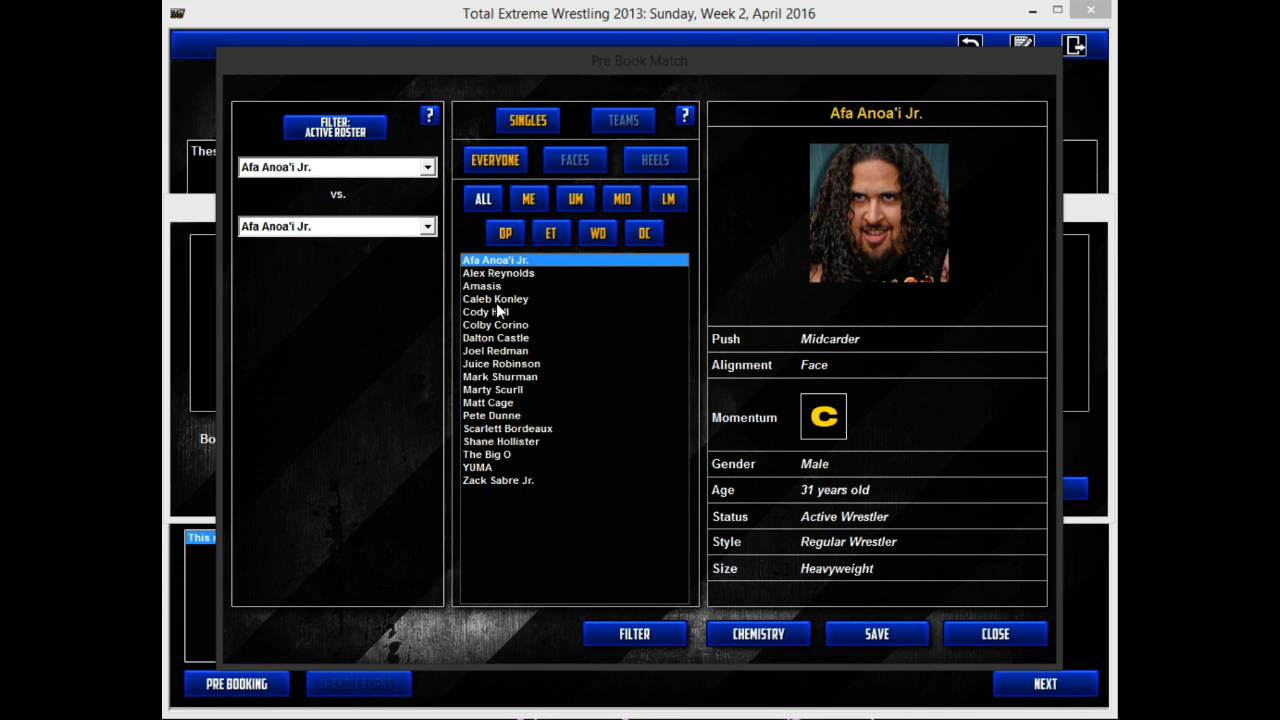 Total Extreme Wrestling 2013: Sunday, Week 2, April 2016
Pre Book Match
FILTER:
ACTIVE ROSTER
?
Afa Anoa'i Jr.
vs.
Afa Anoa'i Jr.
SINGLES
TEAMS
?
EVERYONE
FACES
HEELS
ALL
ME
UM
MID
LM
OP
ET
WO
OC
Afa Anoa'i Jr.
Alex Reynolds
Amasis
Caleb Konley
Cody
Colby Corino
Dalton Castle
Joel Redman
Juice Robinson
Mark Shurman
Marty Scurll
Matt Cage
Pete Dunne
Scarlett Bordeaux
Shane Hollister
The Big O
YUMA
Zack Sabre Jr.
Afa Anoa'i Jr.
Push Midcarder
Alignment Face
Momentum C
Gender Male
Age 31 years old
Status Active Wrestler
Style Regular Wrestler
Size Heavyweight
FILTER
CHEMISTRY
SAVE
CLOSE
PRE BOOKING
HANDLE TURNS
NEXT